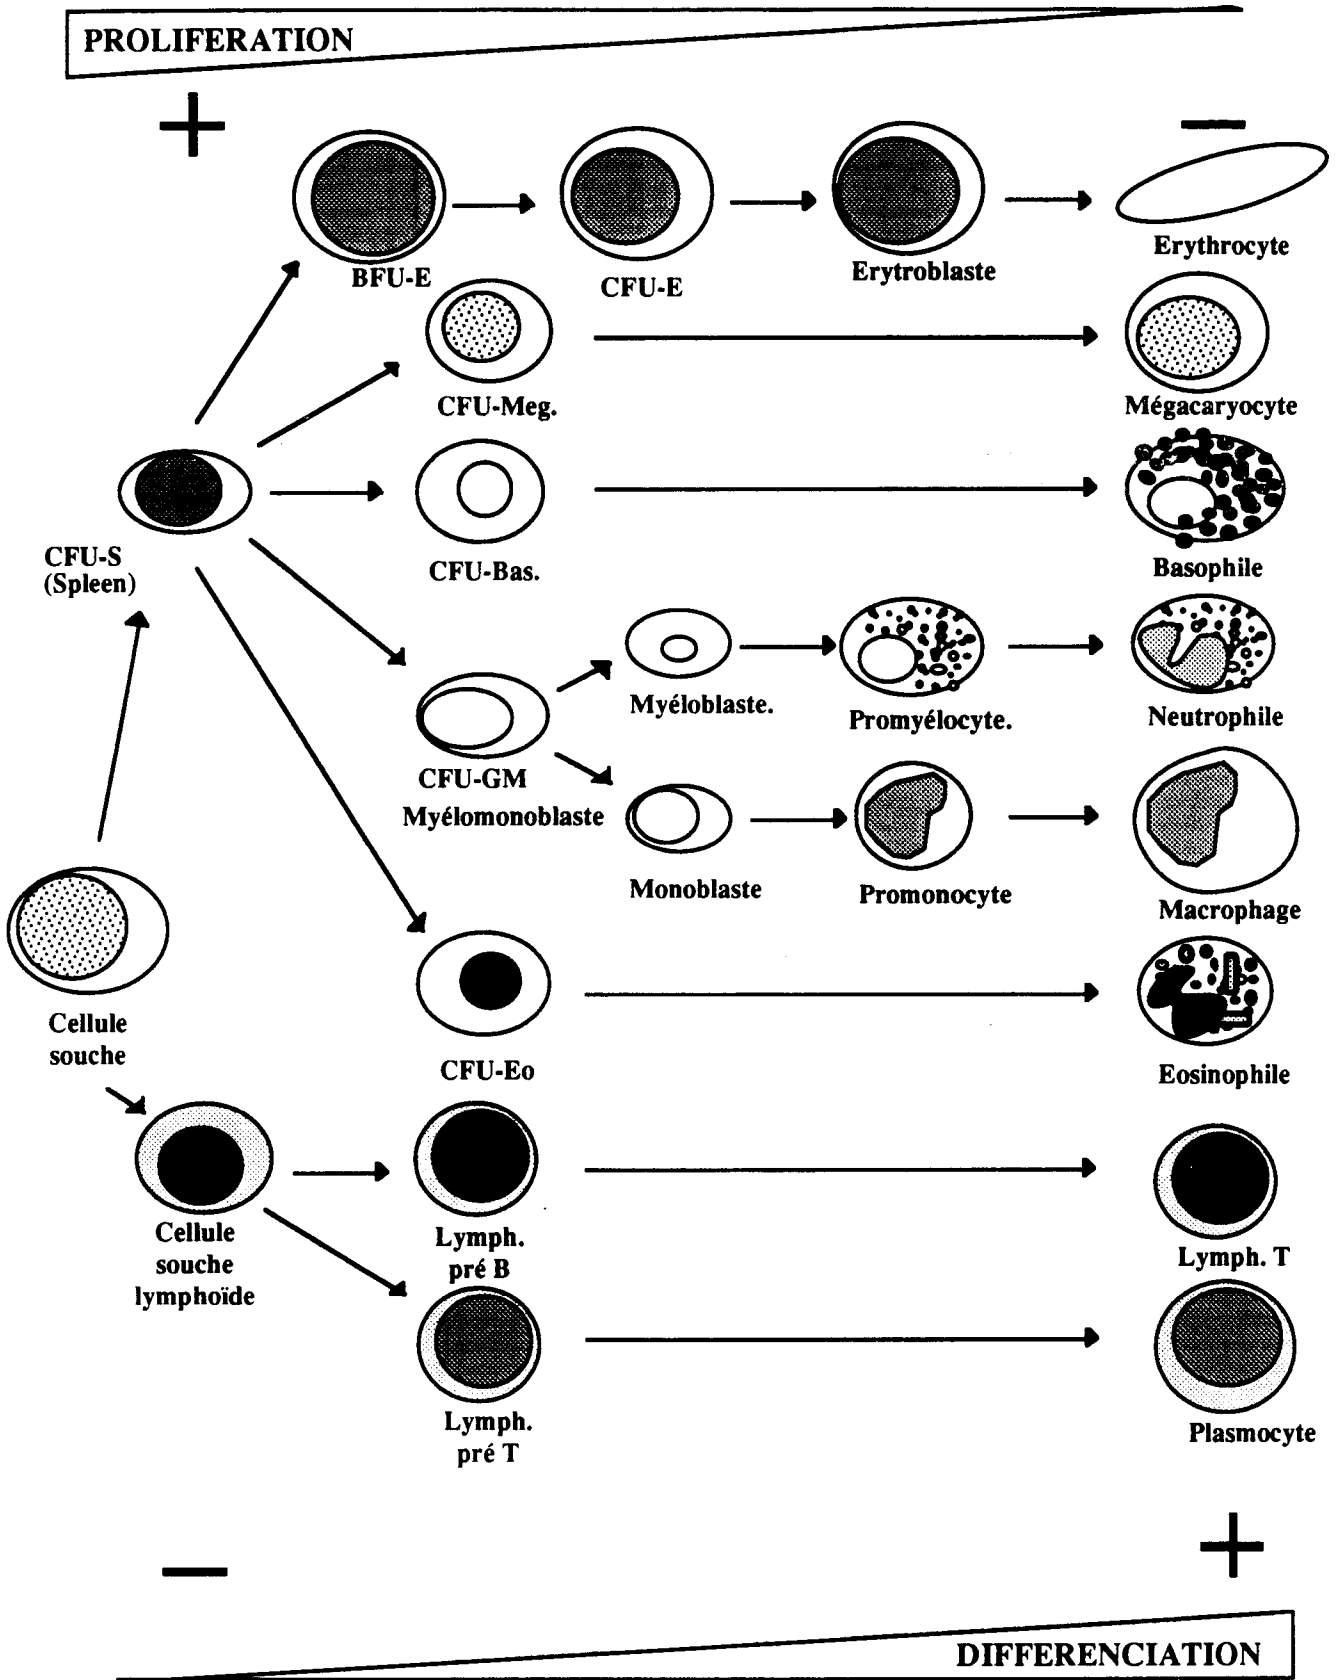 PROLIFERATION
+
−
BFU-E
CFU-E
Erytroblaste
Erythrocyte
CFU-Meg.
Mégacaryocyte
CFU-S
(Spleen)
CFU-Bas.
Basophile
Myéloblaste.
Promyélocyte.
Neutrophile
CFU-GM
Myélomonoblaste
Monoblaste
Promonocyte
Macrophage
Cellule
souche
CFU-Eo
Eosinophile
Cellule
souche
lymphoïde
Lymph.
pré B
Lymph. T
Lymph.
pré T
Plasmocyte
−
+
DIFFERENCIATION